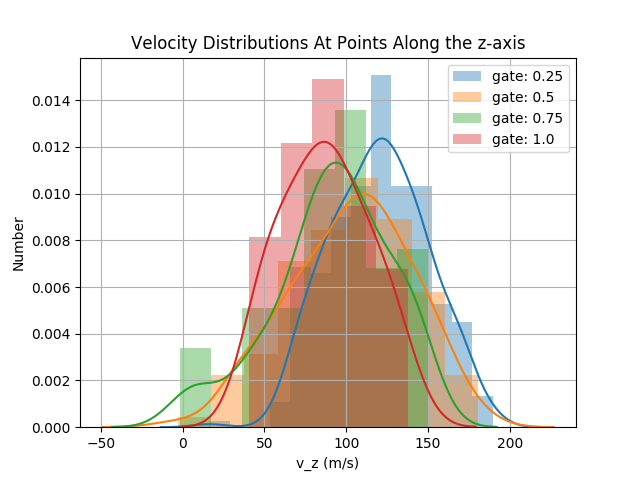 Velocity Distributions At Points Along the z-axis
gate: 0.25
gate: 0.5
gate: 0.75
gate: 1.0
0.014
0.012
0.010
0.008
0.006
0.004
0.002
0.000
Number
−50
0
50
100
150
200
v_z (m/s)